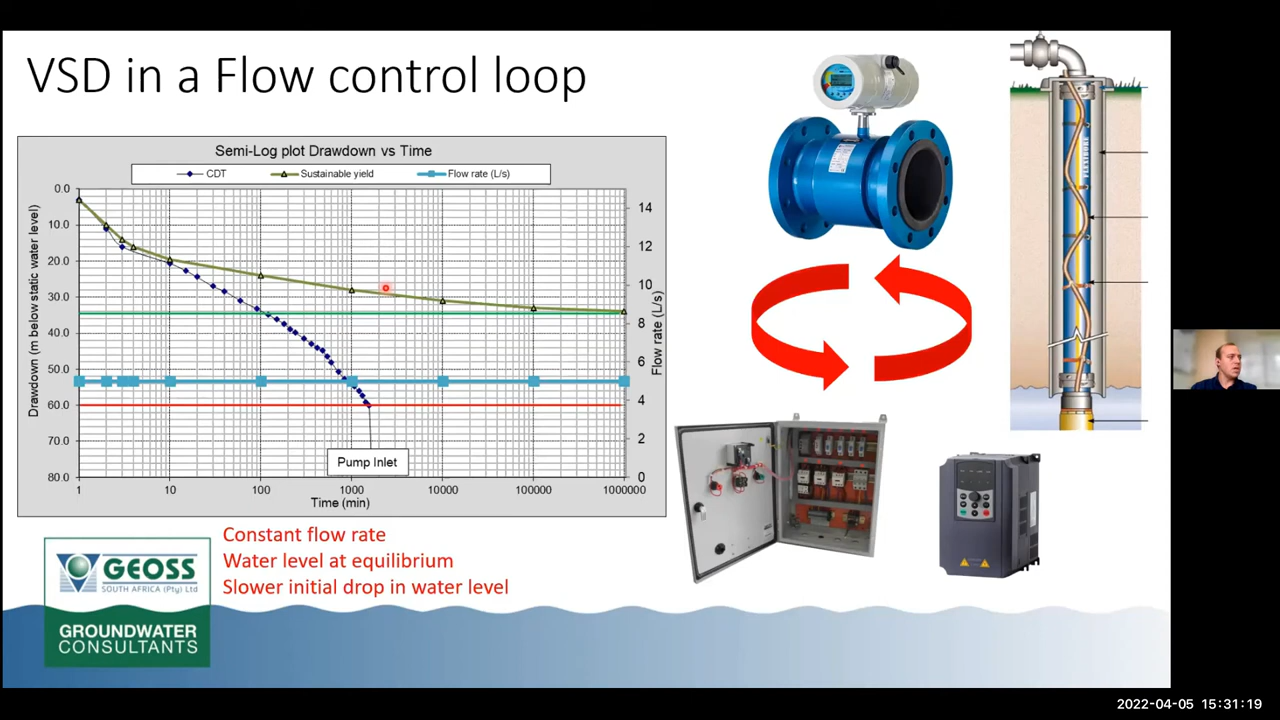 VSD in a Flow control loop
Semi-Log plot Drawdown vs Time
CDT
Sustainable yield
Flow rate (L/s)
Drawdown (m below static water level)
0.0
10.0
20.0
30.0
40.0
50.0
60.0
70.0
80.0
14
12
10
8
6
4
2
0
Flow rate (L/s)
Pump Inlet
1
10
100
1000
10000
100000
1000000
Time (min)
Constant flow rate
Water level at equilibrium
Slower initial drop in water level
GEOSS
SOUTH AFRICA (Pty) Ltd
GROUNDWATER
CONSULTANTS
2022-04-05 15:31:19